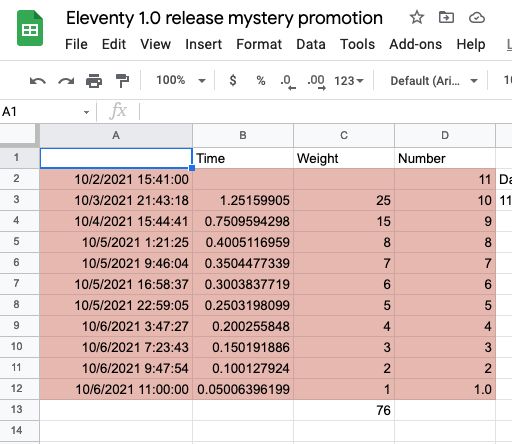 Eleventy 1.0 release mystery promotion
File Edit View Insert Format Data Tools Add-ons Help
100% $ % .0 .00 123 Default (Ari...
A1 fx
A B C D
1 Time Weight Number
2 10/2/2021 15:41:00 11
3 10/3/2021 21:43:18 1.25159905 25 10 11
4 10/4/2021 15:44:41 0.7509594298 15 9
5 10/5/2021 1:21:25 0.4005116959 8 8
6 10/5/2021 9:46:04 0.3504477339 7 7
7 10/5/2021 16:58:37 0.3003837719 6 6
8 10/5/2021 22:59:05 0.2503198099 5 5
9 10/6/2021 3:47:27 0.200255848 4 4
10 10/6/2021 7:23:43 0.150191886 3 3
11 10/6/2021 9:47:54 0.100127924 2 2
12 10/6/2021 11:00:00 0.05006396199 1 1.0
13 76
14